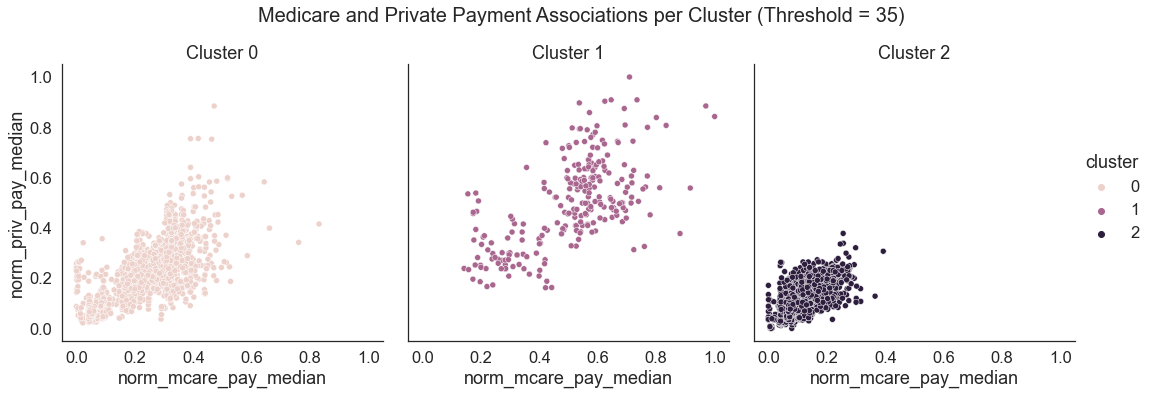 Medicare and Private Payment Associations per Cluster (Threshold = 35)
Cluster 0
Cluster 1
Cluster 2
norm_priv_pay_median
1.0
0.8
0.6
0.4
0.2
0.0
0.0 0.2 0.4 0.6 0.8 1.0
0.0 0.2 0.4 0.6 0.8 1.0
0.0 0.2 0.4 0.6 0.8 1.0
norm_mcare_pay_median
norm_mcare_pay_median
norm_mcare_pay_median
cluster
0
1
2